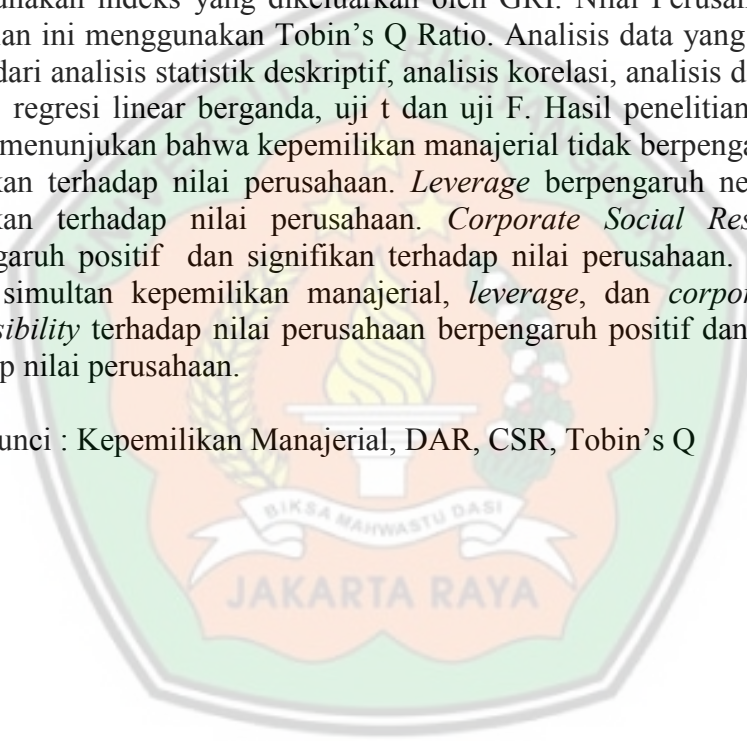 unakan indeks yang dikeluarkan oleh GRI. Nilai Perusah
an ini menggunakan Tobin’s Q Ratio. Analisis data yang
dari analisis statistik deskriptif, analisis korelasi, analisis d
regresi linear berganda, uji t dan uji F. Hasil penelitian
menunjukan bahwa kepemilikan manajerial tidak berpenga
kan terhadap nilai perusahaan. Leverage berpengaruh ne
kan terhadap nilai perusahaan. Corporate Social Res
garuh positif dan signifikan terhadap nilai perusahaan.
simultan kepemilikan manajerial, leverage, dan corpor
sibility terhadap nilai perusahaan berpengaruh positif dan
p nilai perusahaan.
unci : Kepemilikan Manajerial, DAR, CSR, Tobin’s Q
BIKSA MAHWASTU DASI
JAKARTA RAYA